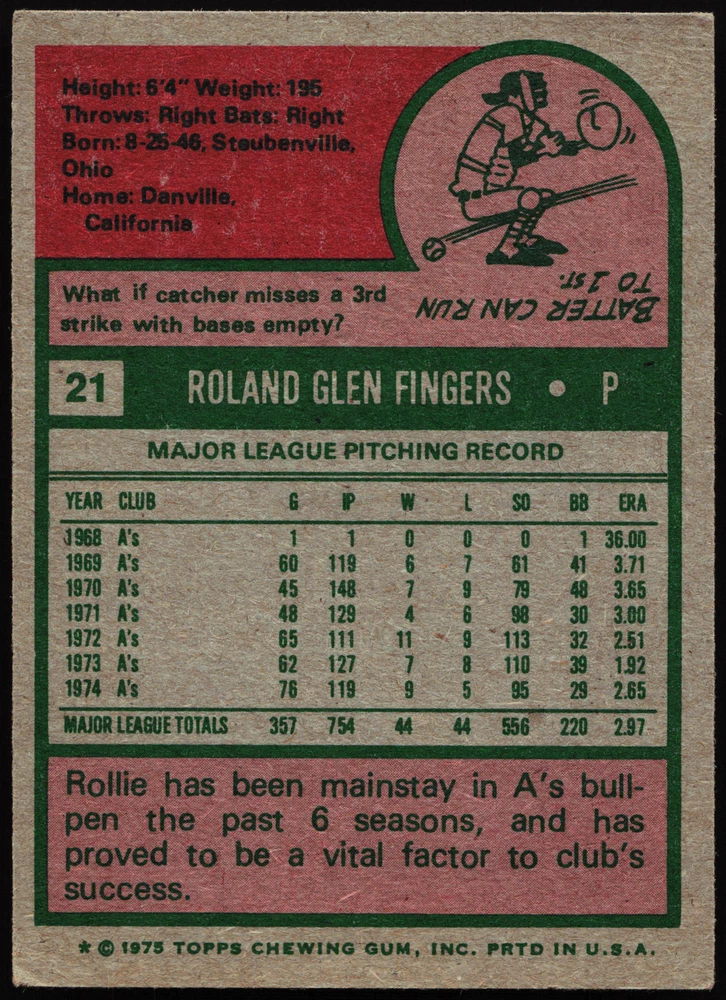 Height: 6'4" Weight: 195
Throws: Right Bats: Right
Born: 8-25-46, Steubenville,
Ohio
Home: Danville,
California
What if catcher misses a 3rd
strike with bases empty?
BATTER CAN RUN
TO 1ST.
21 ROLAND GLEN FINGERS • P
MAJOR LEAGUE PITCHING RECORD
YEAR CLUB G IP W L SO BB ERA
1968 A's 1 1 0 0 0 1 36.00
1969 A's 60 119 6 7 61 41 3.71
1970 A's 45 148 7 9 79 48 3.65
1971 A's 48 129 4 6 98 30 3.00
1972 A's 65 111 11 9 113 32 2.51
1973 A's 62 127 7 8 110 39 1.92
1974 A's 76 119 9 5 95 29 2.65
MAJOR LEAGUE TOTALS 357 754 44 44 556 220 2.97
Rollie has been mainstay in A's bull-
pen the past 6 seasons, and has
proved to be a vital factor to club's
success.
* © 1975 TOPPS CHEWING GUM, INC. PRTD IN U.S.A.